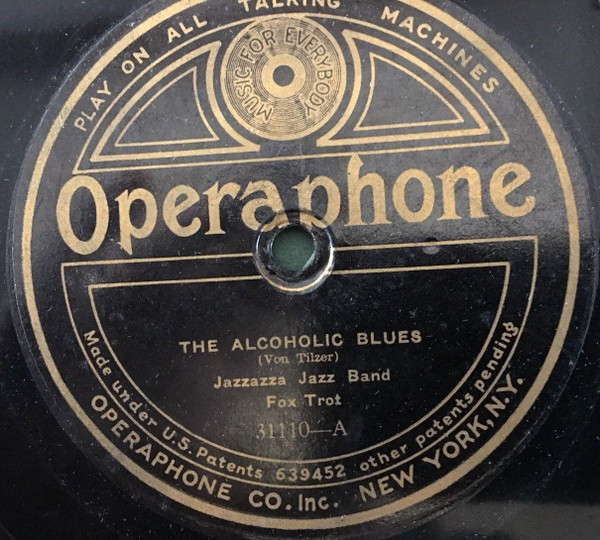 PLAY ON ALL TALKING MACHINES
MUSIC FOR EVERYBODY
Operaphone
THE ALCOHOLIC BLUES
(Von Tilzer)
Jazzazza Jazz Band
Fox Trot
31110—A
Made under U.S. Patents 639452 other patents pending
OPERAPHONE CO. Inc. NEW YORK, N.Y.